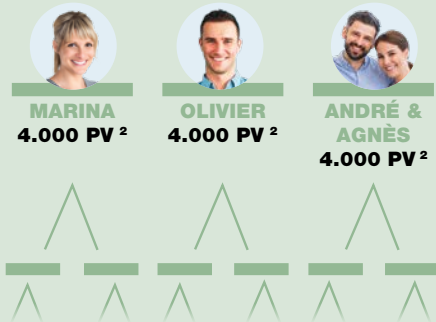 MARINA
4.000 PV ²
OLIVIER
4.000 PV ²
ANDRÉ &
AGNÈS
4.000 PV ²